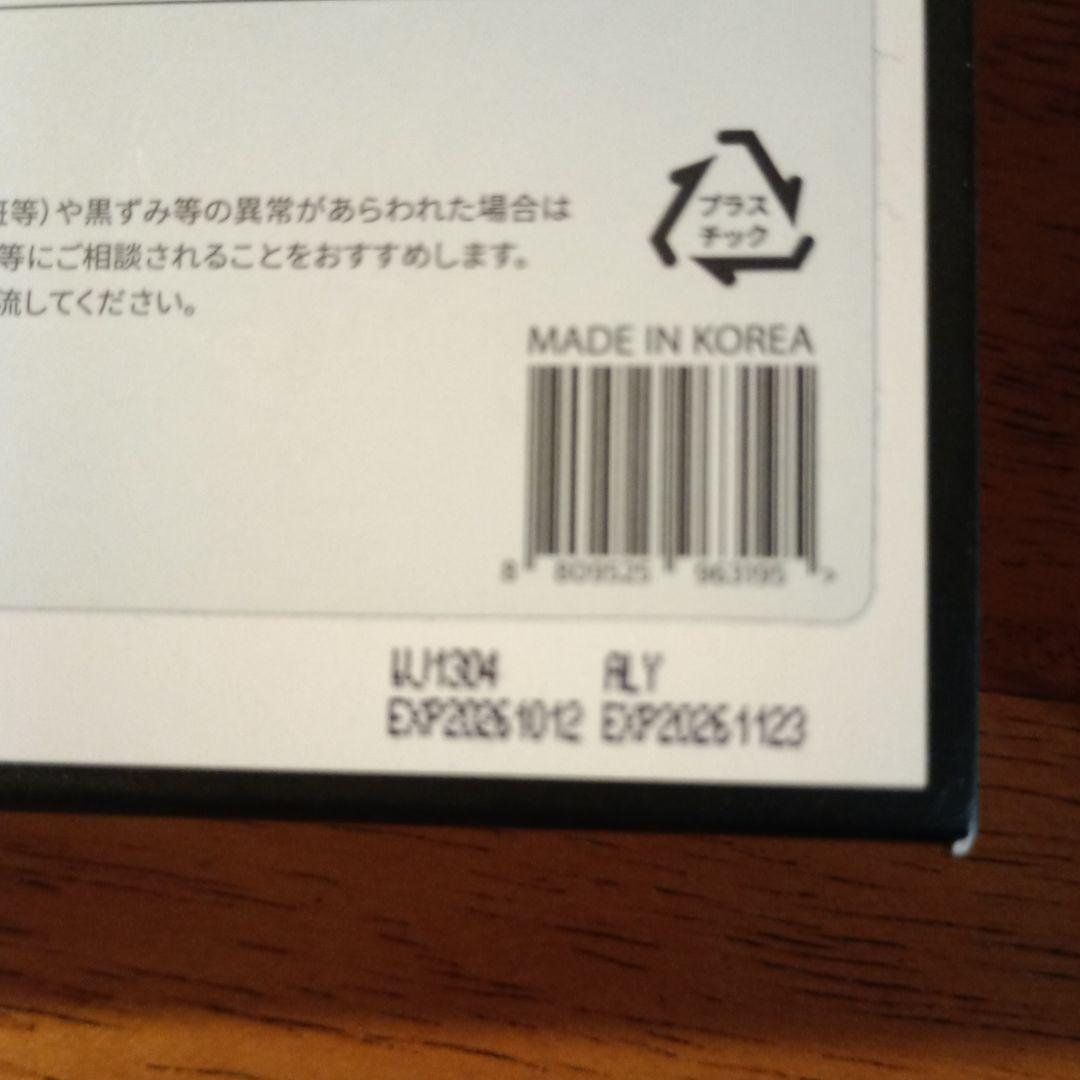 等）や黒ずみ等の異常があらわれた場合は
等にご相談されることをおすすめします。
流してください。
プラス
チック
MADE IN KOREA
8 809525 963195 >
WJ1304 ALY
EXP20261012 EXP20261123